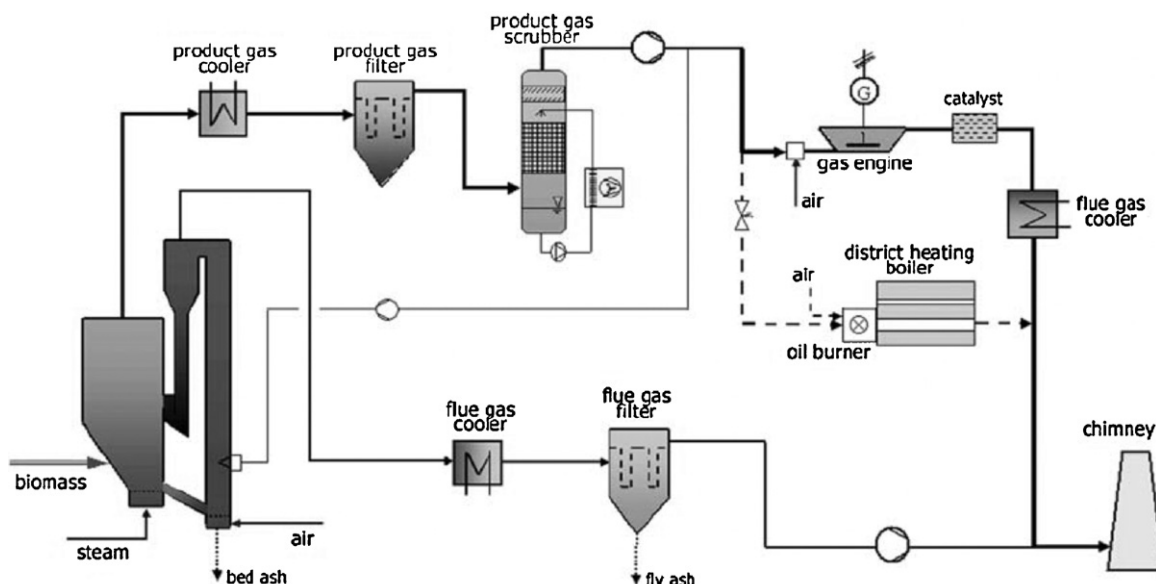 product gas
scrubber
product gas
cooler
product gas
filter
G
catalyst
gas engine
air
flue gas
cooler
district heating
boiler
air
oil burner
flue gas
cooler
flue gas
filter
chimney
biomass
steam
air
bed ash
fly ash